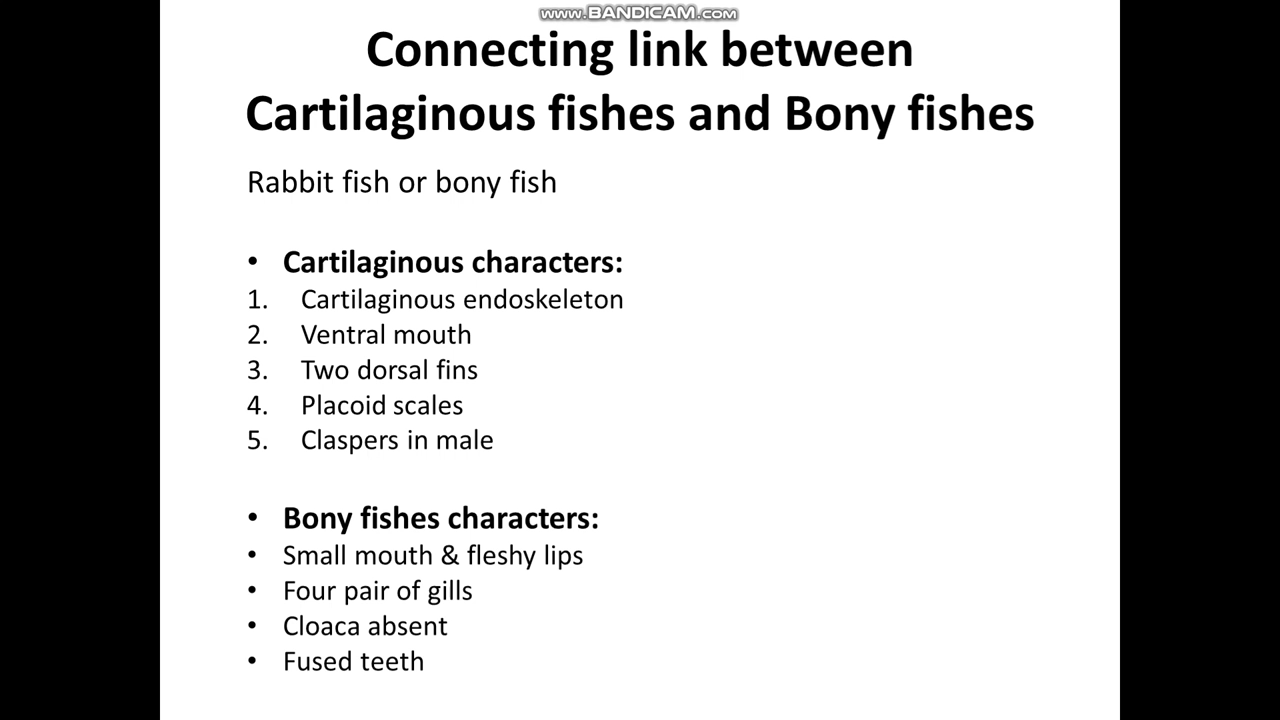 www.BANDICAM.com
Connecting link between
Cartilaginous fishes and Bony fishes
Rabbit fish or bony fish
• Cartilaginous characters:
1. Cartilaginous endoskeleton
2. Ventral mouth
3. Two dorsal fins
4. Placoid scales
5. Claspers in male
• Bony fishes characters:
• Small mouth & fleshy lips
• Four pair of gills
• Cloaca absent
• Fused teeth